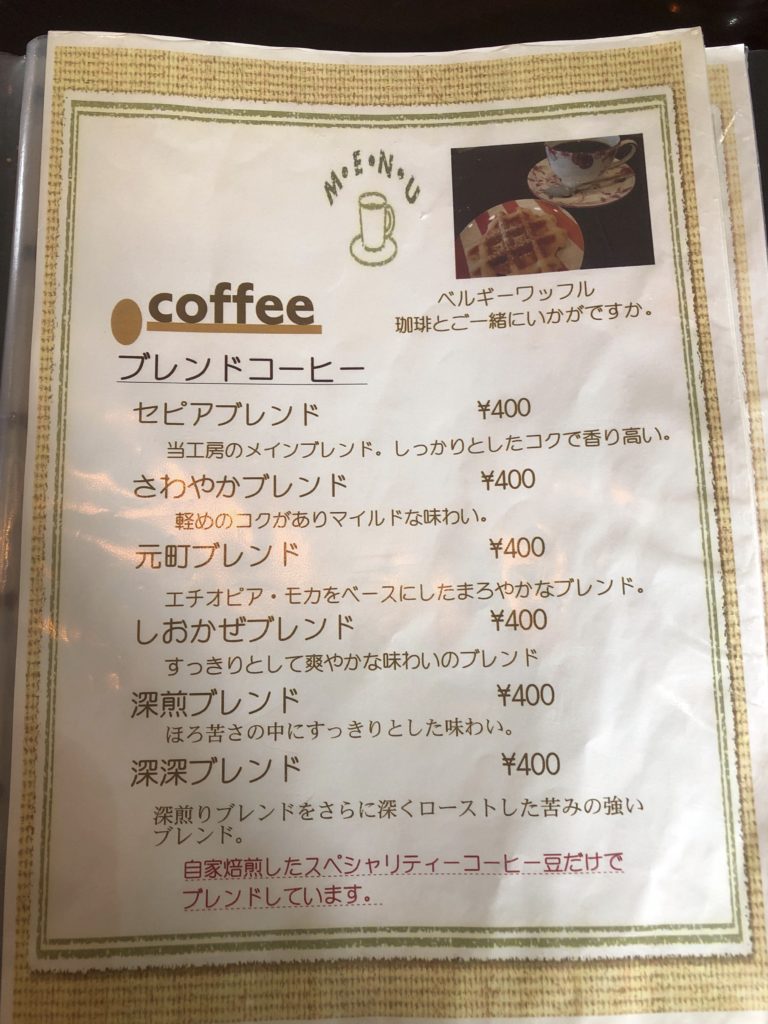 M・E・N・U
ベルギーワッフル
珈琲とご一緒にいかがですか。
coffee
ブレンドコーヒー
セピアブレンド ¥400
当工房のメインブレンド。しっかりとしたコクで香り高い。
さわやかブレンド ¥400
軽めのコクがありマイルドな味わい。
元町ブレンド ¥400
エチオピア・モカをベースにしたまろやかなブレンド。
しおかぜブレンド ¥400
すっきりとして爽やかな味わいのブレンド
深煎ブレンド ¥400
ほろ苦さの中にすっきりとした味わい。
深深ブレンド ¥400
深煎りブレンドをさらに深くローストした苦みの強い
ブレンド。
自家焙煎したスペシャリティーコーヒー豆だけで
ブレンドしています。